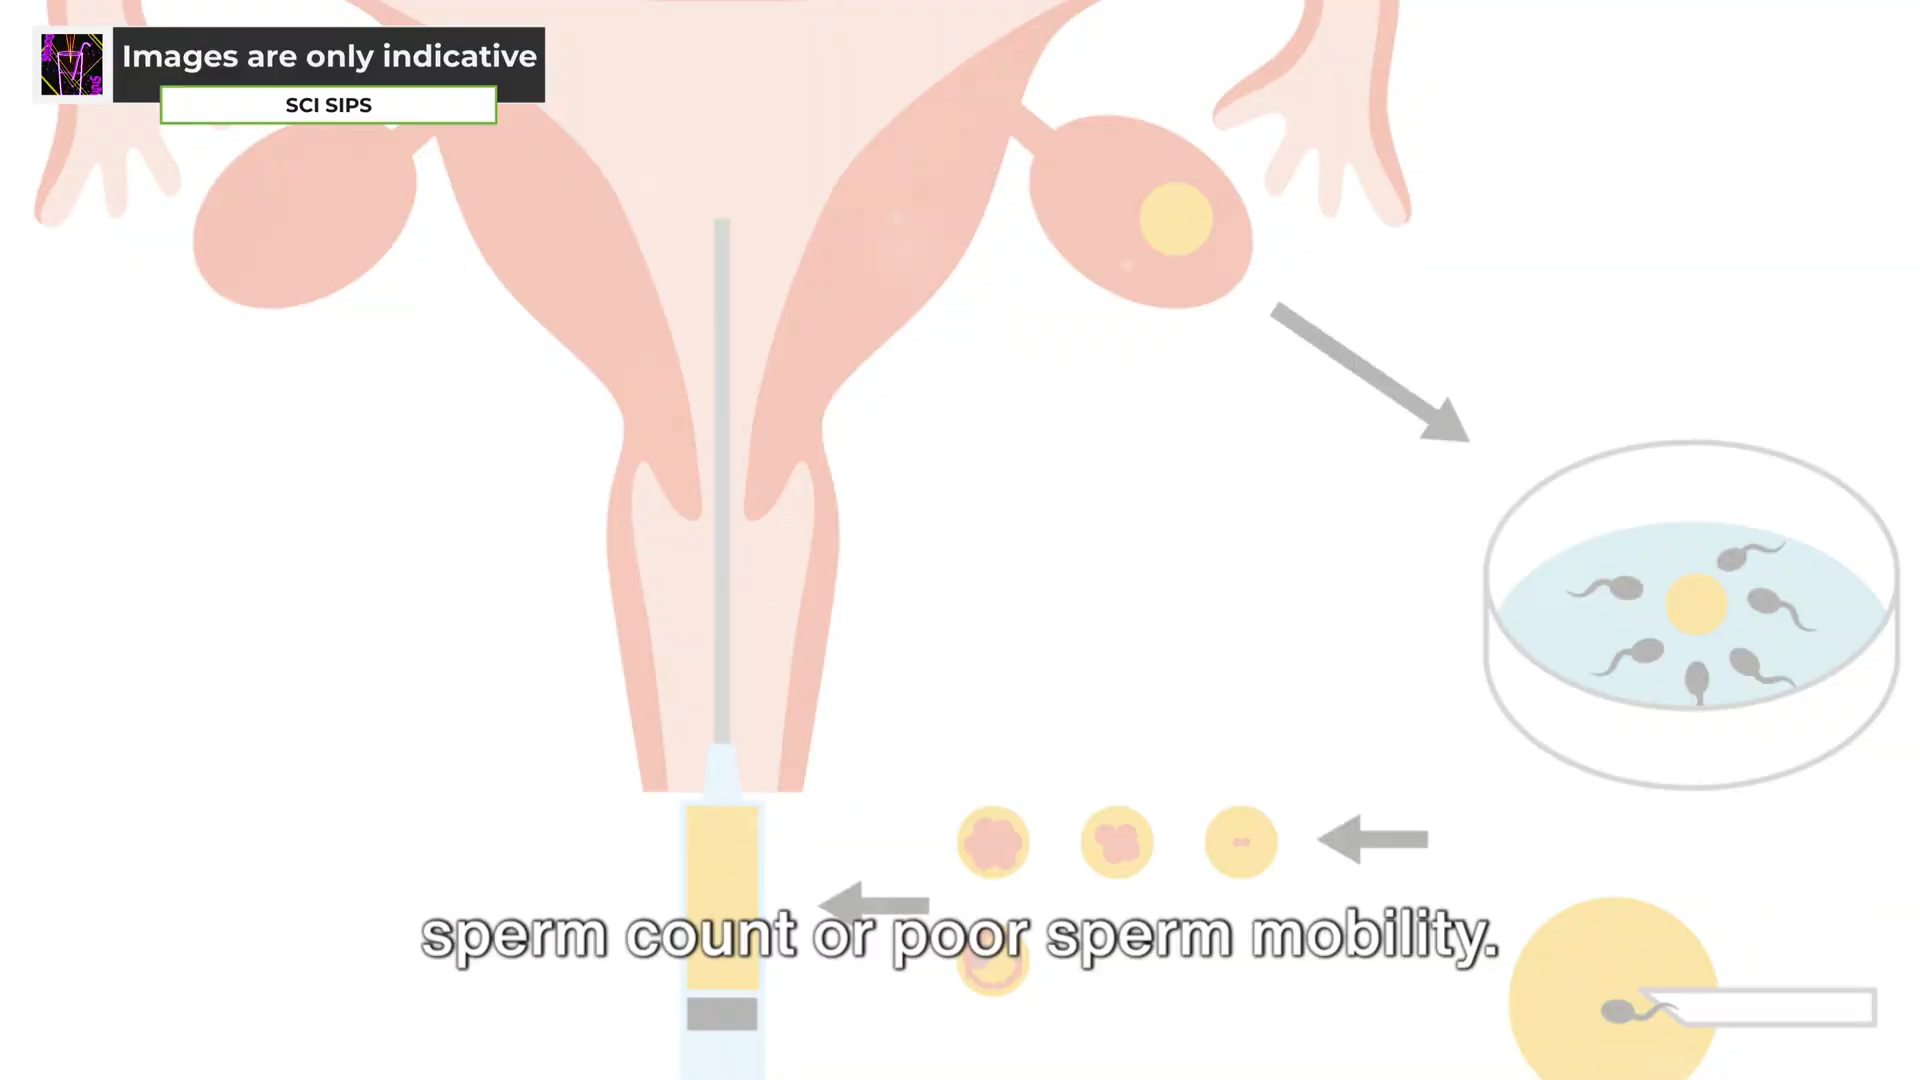 Images are only indicative
SCI SIPS
sperm count or poor sperm mobility.